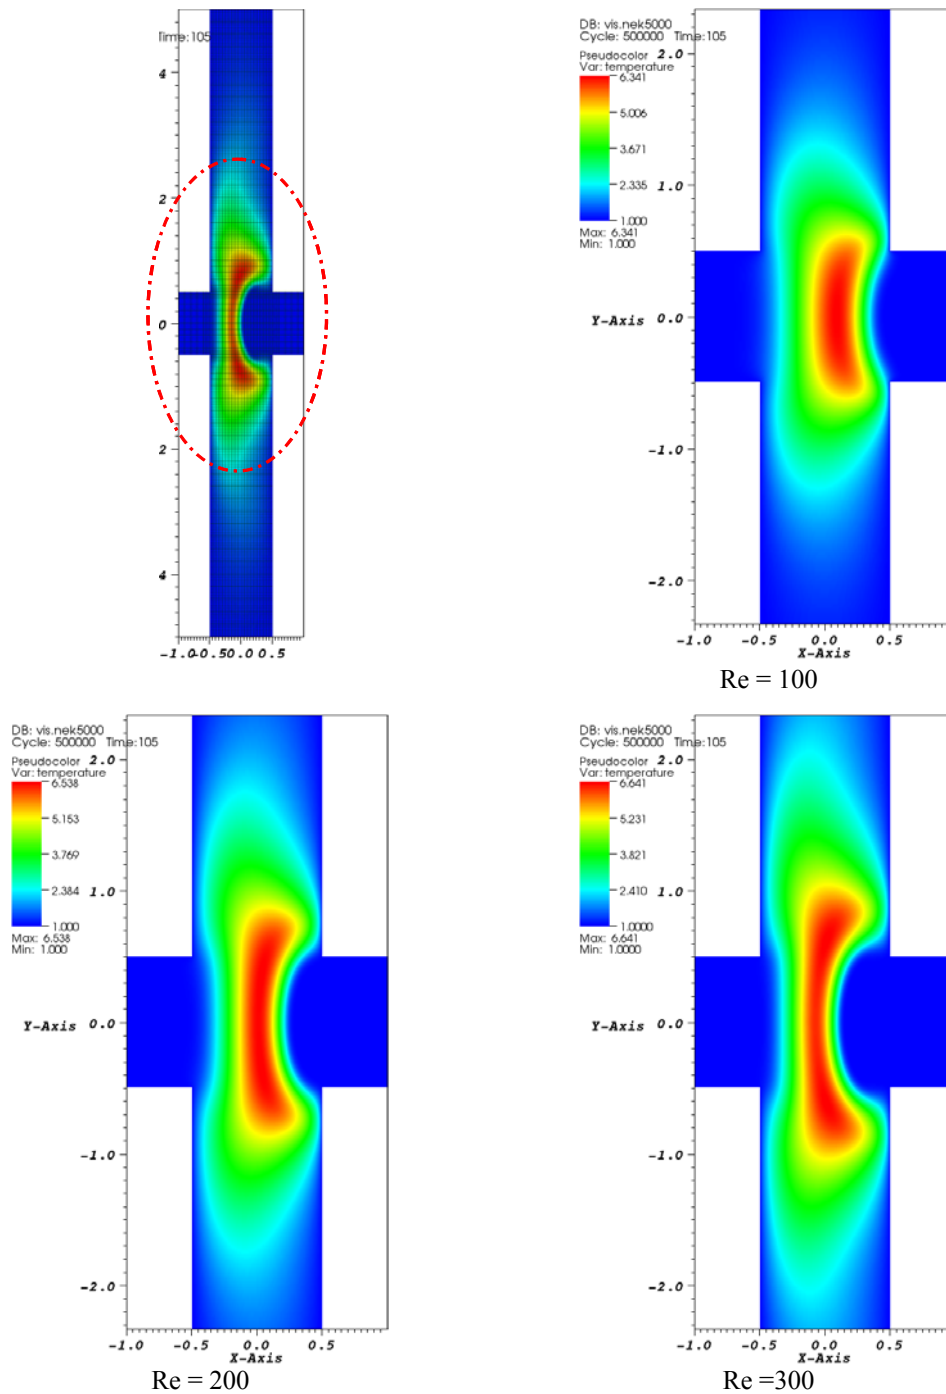 Time:105
4
2
0
2
4
-1.0-0.50.0 0.5
DB: vis.nek5000
Cycle: 500000 Time:105
Pseudocolor
Var: temperature
6.341
5.006
3.671
2.335
1.000
Max: 6.341
Min: 1.000
2.0
1.0
Y-Axis 0.0
-1.0
-2.0
-1.0 -0.5 0.0 0.5
X-Axis
Re = 100
DB: vis.nek5000
Cycle: 500000 Time:105
Pseudocolor
Var: temperature
6.538
5.153
3.769
2.384
1.000
Max: 6.538
Min: 1.000
2.0
1.0
Y-Axis 0.0
-1.0
-2.0
-1.0 -0.5 0.0 0.5
X-Axis
Re = 200
DB: vis.nek5000
Cycle: 500000 Time:105
Pseudocolor
Var: temperature
6.641
5.231
3.821
2.410
1.0000
Max: 6.641
Min: 1.0000
2.0
1.0
Y-Axis 0.0
-1.0
-2.0
-1.0 -0.5 0.0 0.5
X-Axis
Re =300